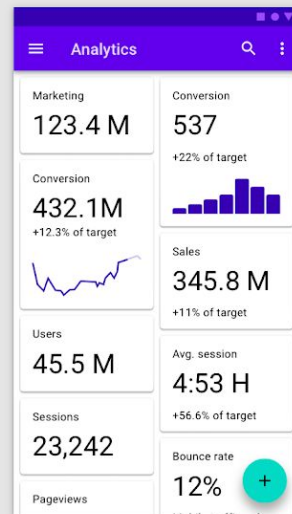 Analytics
Marketing
123.4 M
Conversion
432.1M
+12.3% of target
Users
45.5 M
Sessions
23,242
Pageviews
Conversion
537
+22% of target
Sales
345.8 M
+11% of target
Avg. session
4:53 H
+56.6% of target
Bounce rate
12%